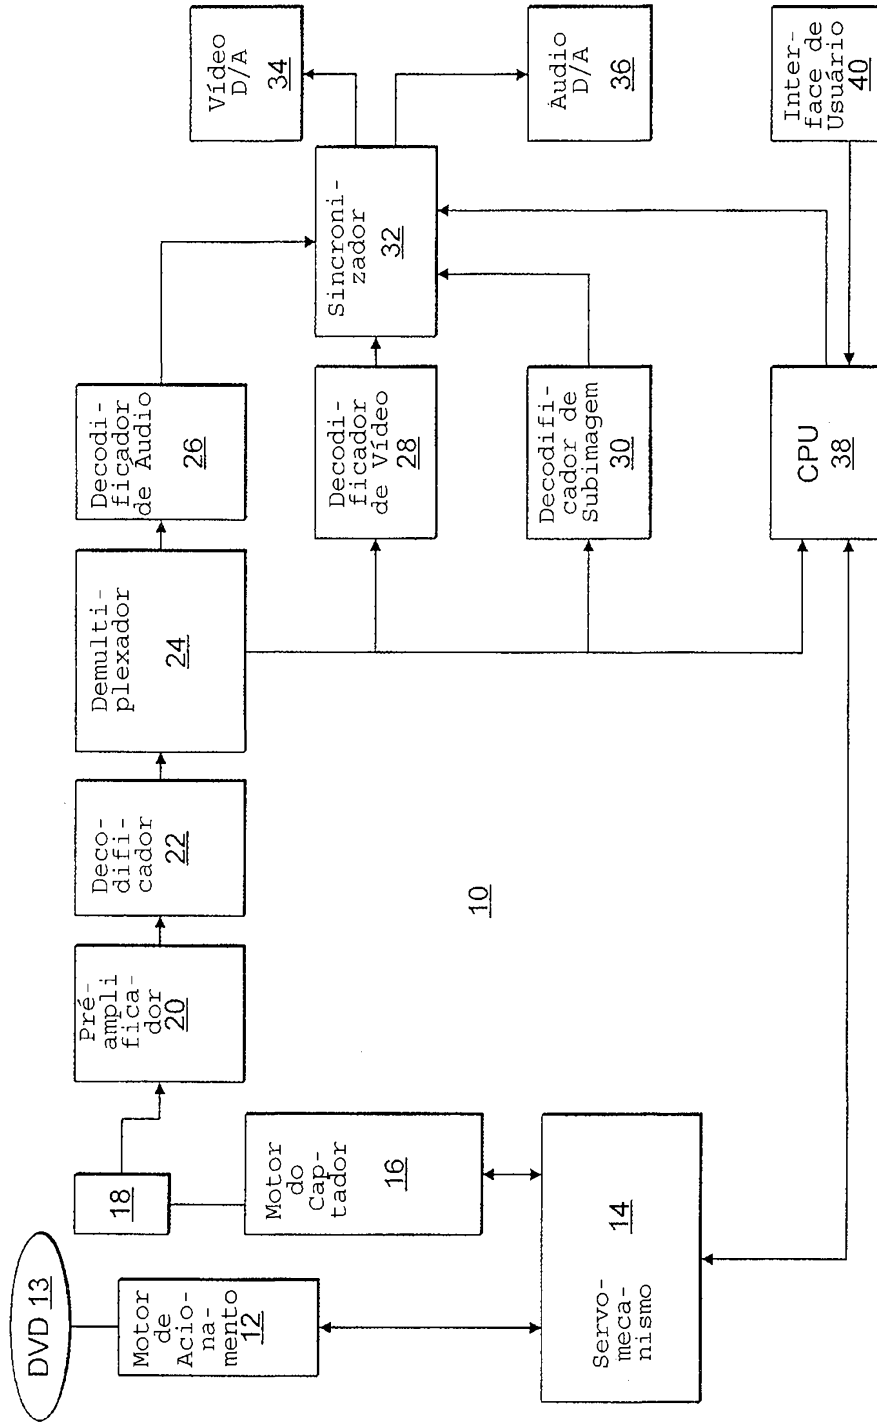 DVD 13
Motor
de
Acio-
na-
mento
12
18
Motor
do
Cap-
tador
16
Servo-
meca-
nismo
14
Pré-
ampli
fica-
dor
20
Deco-
difi-
cador
22
Demulti-
plexador
24
Decodi-
ficador
de Áudio
26
Decodi-
ficador
de Vídeo
28
Decodifi-
cador de
Subimagem
30
CPU
38
Sincroni-
zador
32
Vídeo
D/A
34
Áudio
D/A
36
Inter-
face de
Usuário
40
10